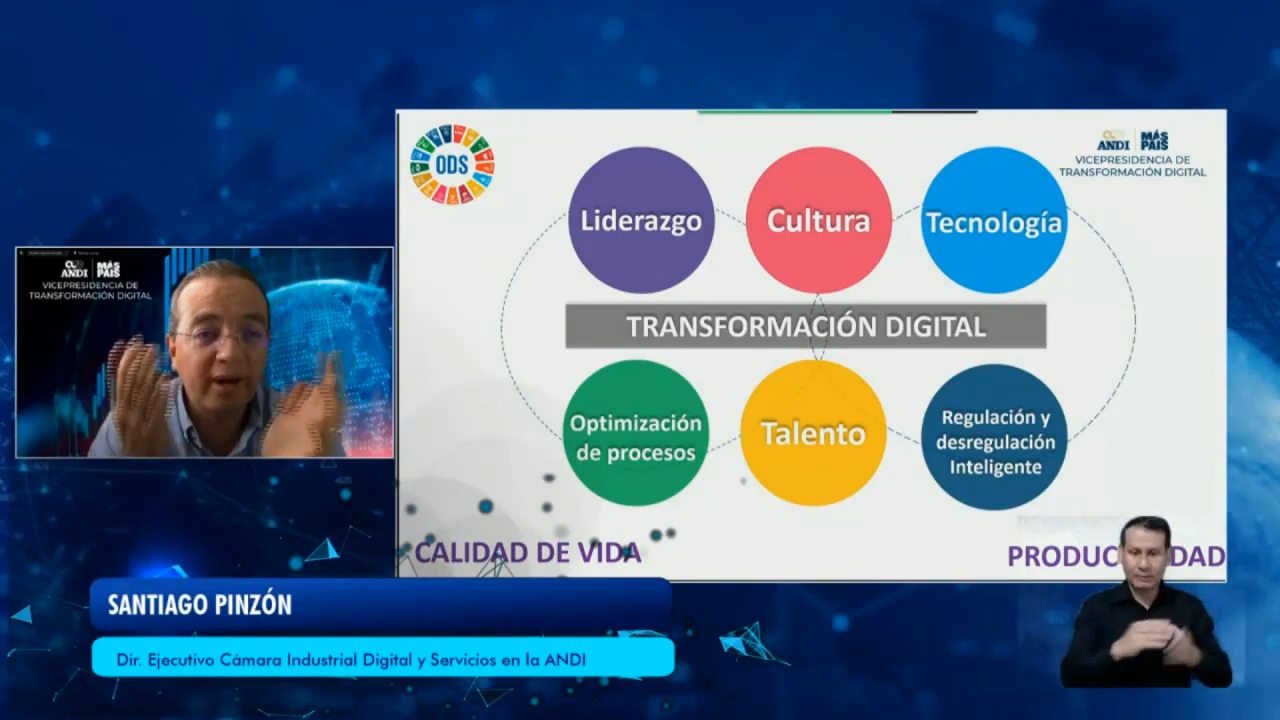 ODS
ANDI
MÁS
PAÍS
VICEPRESIDENCIA DE
TRANSFORMACIÓN DIGITAL
Liderazgo
Cultura
Tecnología
TRANSFORMACIÓN DIGITAL
Optimización
de procesos
Talento
Regulación y
desregulación
Inteligente
CALIDAD DE VIDA
ANDI
MÁS
PAÍS
VICEPRESIDENCIA DE
TRANSFORMACIÓN DIGITAL
SANTIAGO PINZÓN
Dir. Ejecutivo Cámara Industrial Digital y Servicios en la ANDI